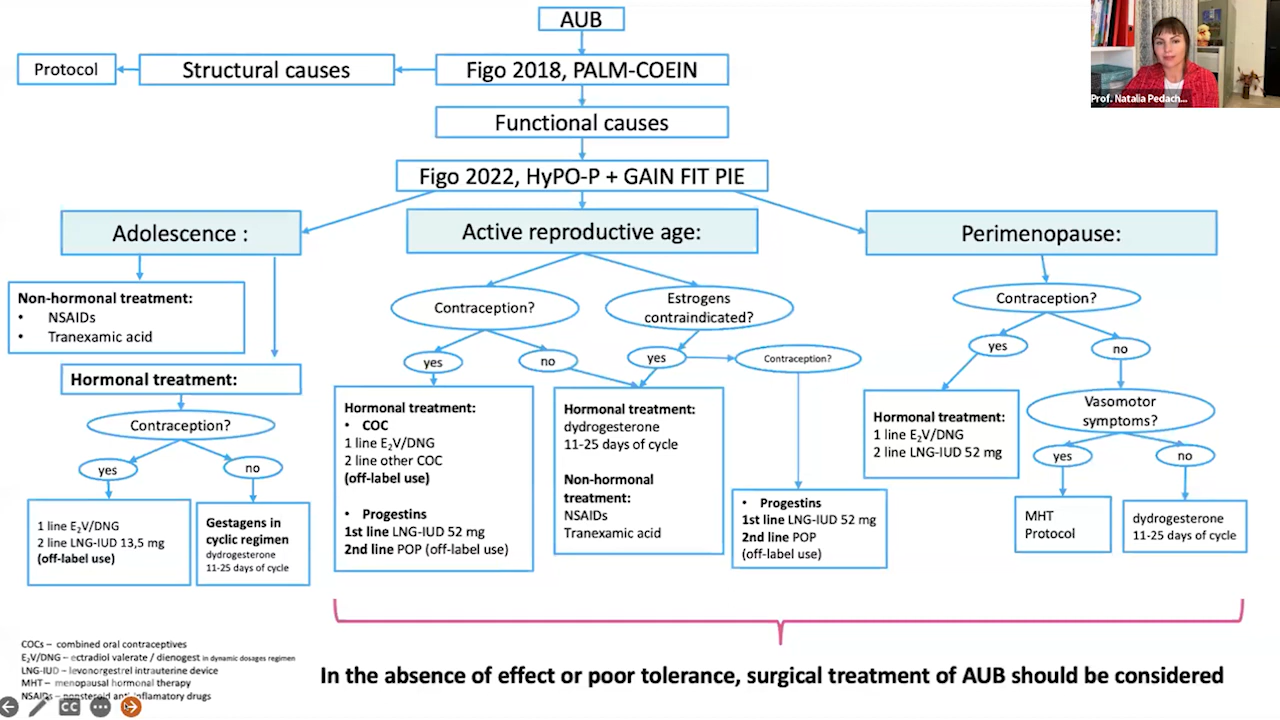 AUB
Protocol
Structural causes
Figo 2018, PALM-COEIN
Functional causes
Figo 2022, HyPO-P + GAIN FIT PIE
Prof. Natalia Pedach...
Adolescence :
Active reproductive age:
Perimenopause:
Non-hormonal treatment:
• NSAIDs
• Tranexamic acid
Hormonal treatment:
Contraception?
yes
no
1 line E₂V/DNG
2 line LNG-IUD 13,5 mg
(off-label use)
Gestagens in
cyclic regimen
dydrogesterone
11-25 days of cycle
Contraception?
yes
no
Estrogens
contraindicated?
yes
Contraception?
Hormonal treatment:
• COC
1 line E₂V/DNG
2 line other COC
(off-label use)
• Progestins
1st line LNG-IUD 52 mg
2nd line POP (off-label use)
Hormonal treatment:
dydrogesterone
11-25 days of cycle
Non-hormonal
treatment:
NSAIDs
Tranexamic acid
• Progestins
1st line LNG-IUD 52 mg
2nd line POP
(off-label use)
Contraception?
yes
no
Hormonal treatment:
1 line E₂V/DNG
2 line LNG-IUD 52 mg
Vasomotor
symptoms?
yes
no
MHT
Protocol
dydrogesterone
11-25 days of cycle
COCs – combined oral contraceptives
E₂V/DNG – ectradiol valerate / dienogest in dynamic dosages regimen
LNG-IUD – levonorgestrel intrauterine device
MHT – menopausal hormonal therapy
NSAIDs – nonsteroid anti-inflamatory drugs
CC
In the absence of effect or poor tolerance, surgical treatment of AUB should be considered